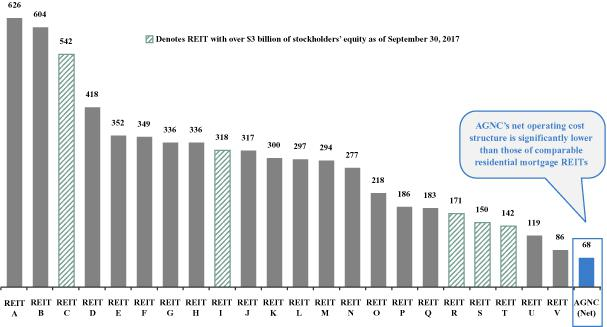 626
604
542
Denotes REIT with over $3 billion of stockholders' equity as of September 30, 2017
418
352
349
336
336
318
317
300
297
294
277
218
186
183
171
150
142
119
86
68
AGNC's net operating cost
structure is significantly lower
than those of comparable
residential mortgage REITs
REIT A
REIT B
REIT C
REIT D
REIT E
REIT F
REIT G
REIT H
REIT I
REIT J
REIT K
REIT L
REIT M
REIT N
REIT O
REIT P
REIT Q
REIT R
REIT S
REIT T
REIT U
REIT V
AGNC
(Net)